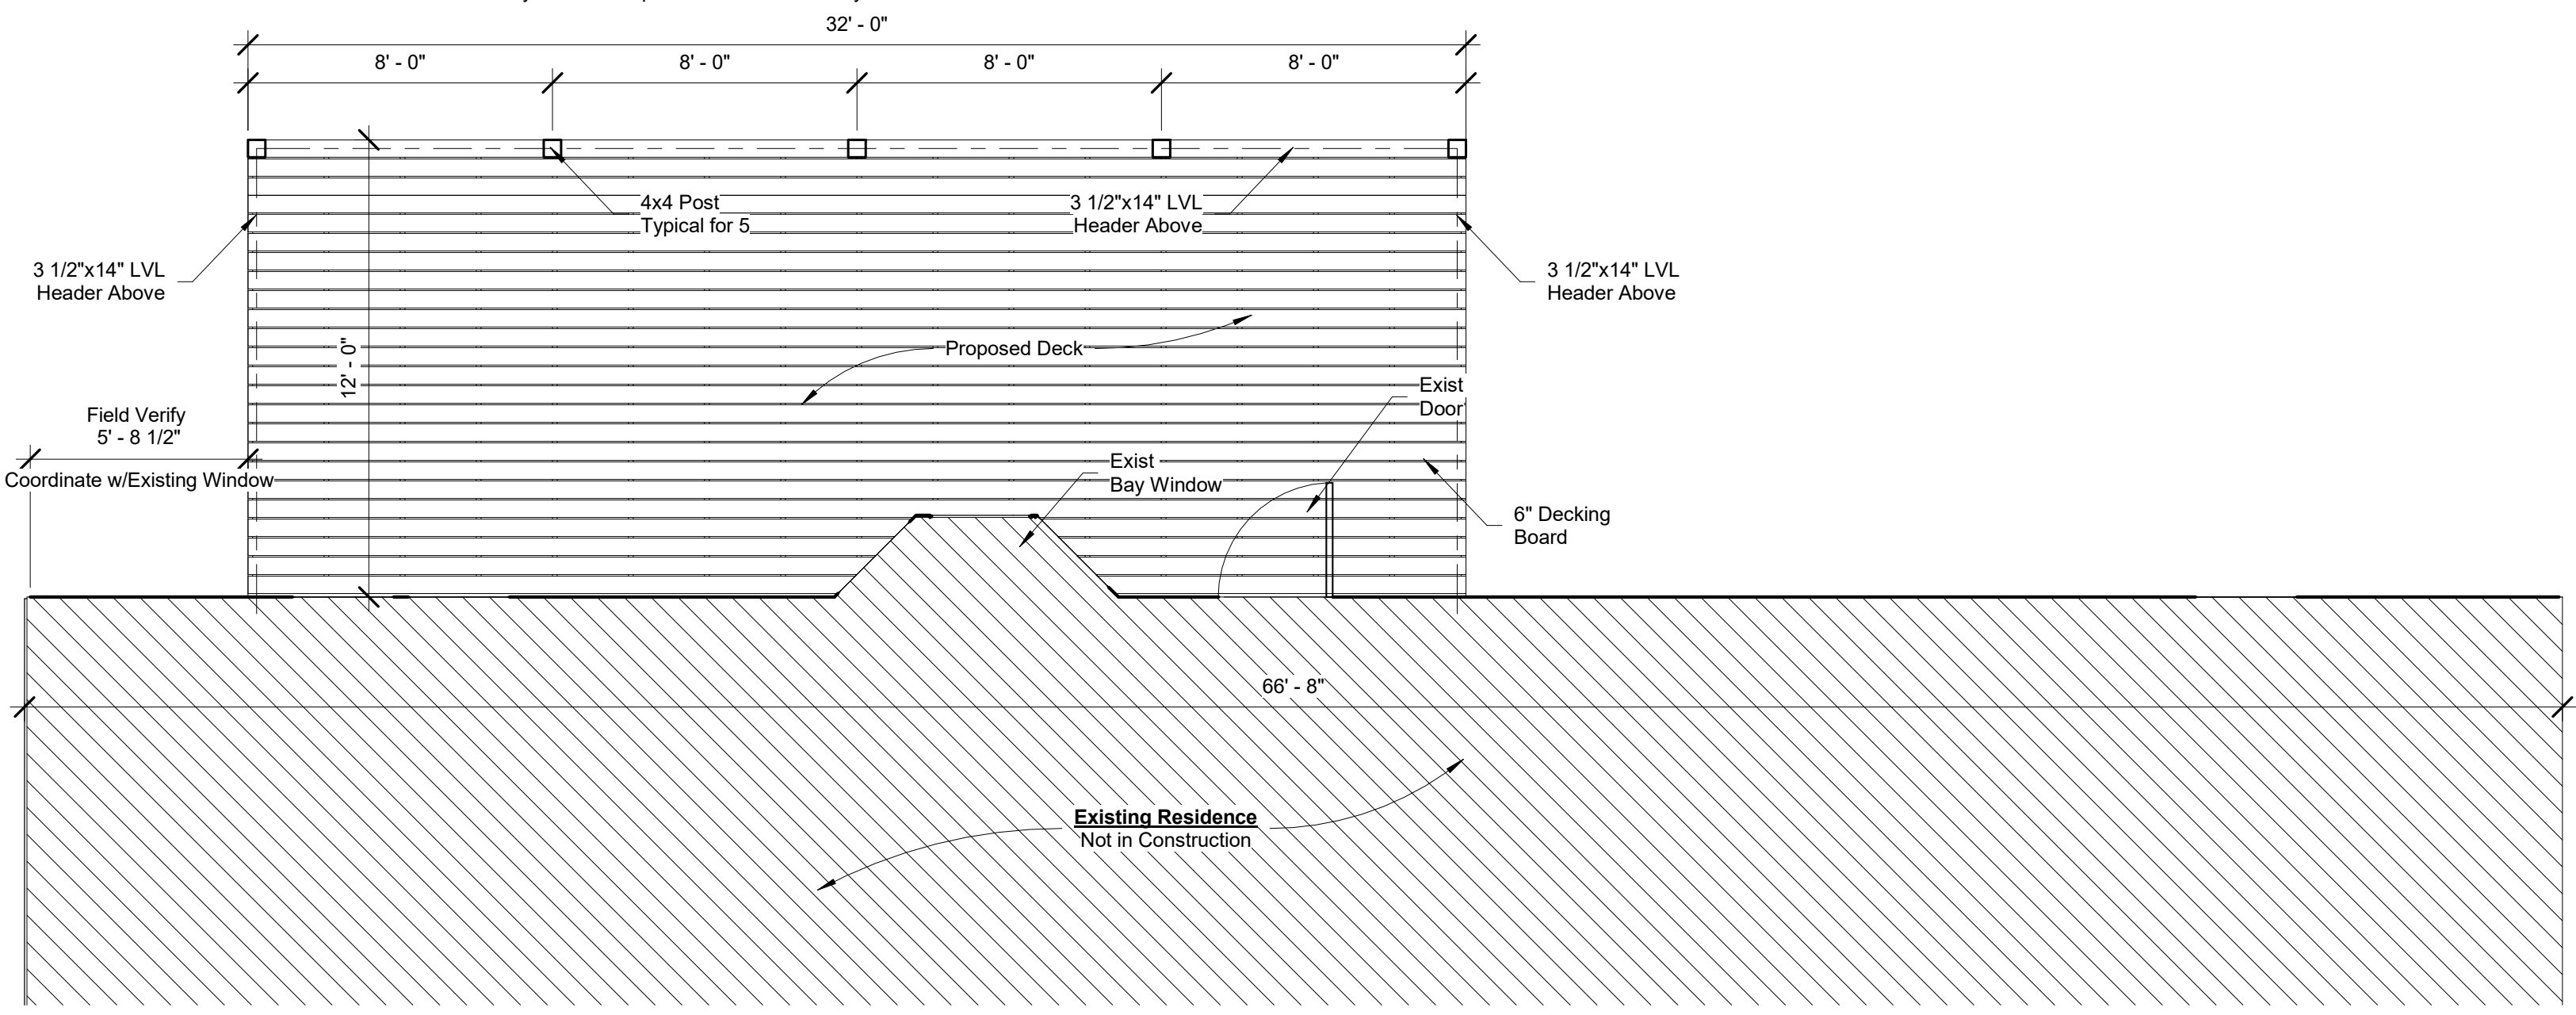 32' - 0"
8' - 0"
8' - 0"
8' - 0"
8' - 0"
4x4 Post
Typical for 5
3 1/2"x14" LVL
Header Above
3 1/2"x14" LVL
Header Above
3 1/2"x14" LVL
Header Above
12' - 0"
Proposed Deck
Exist
Door
Field Verify
5' - 8 1/2"
Coordinate w/Existing Window
Exist
Bay Window
6" Decking
Board
66' - 8"
Existing Residence
Not in Construction